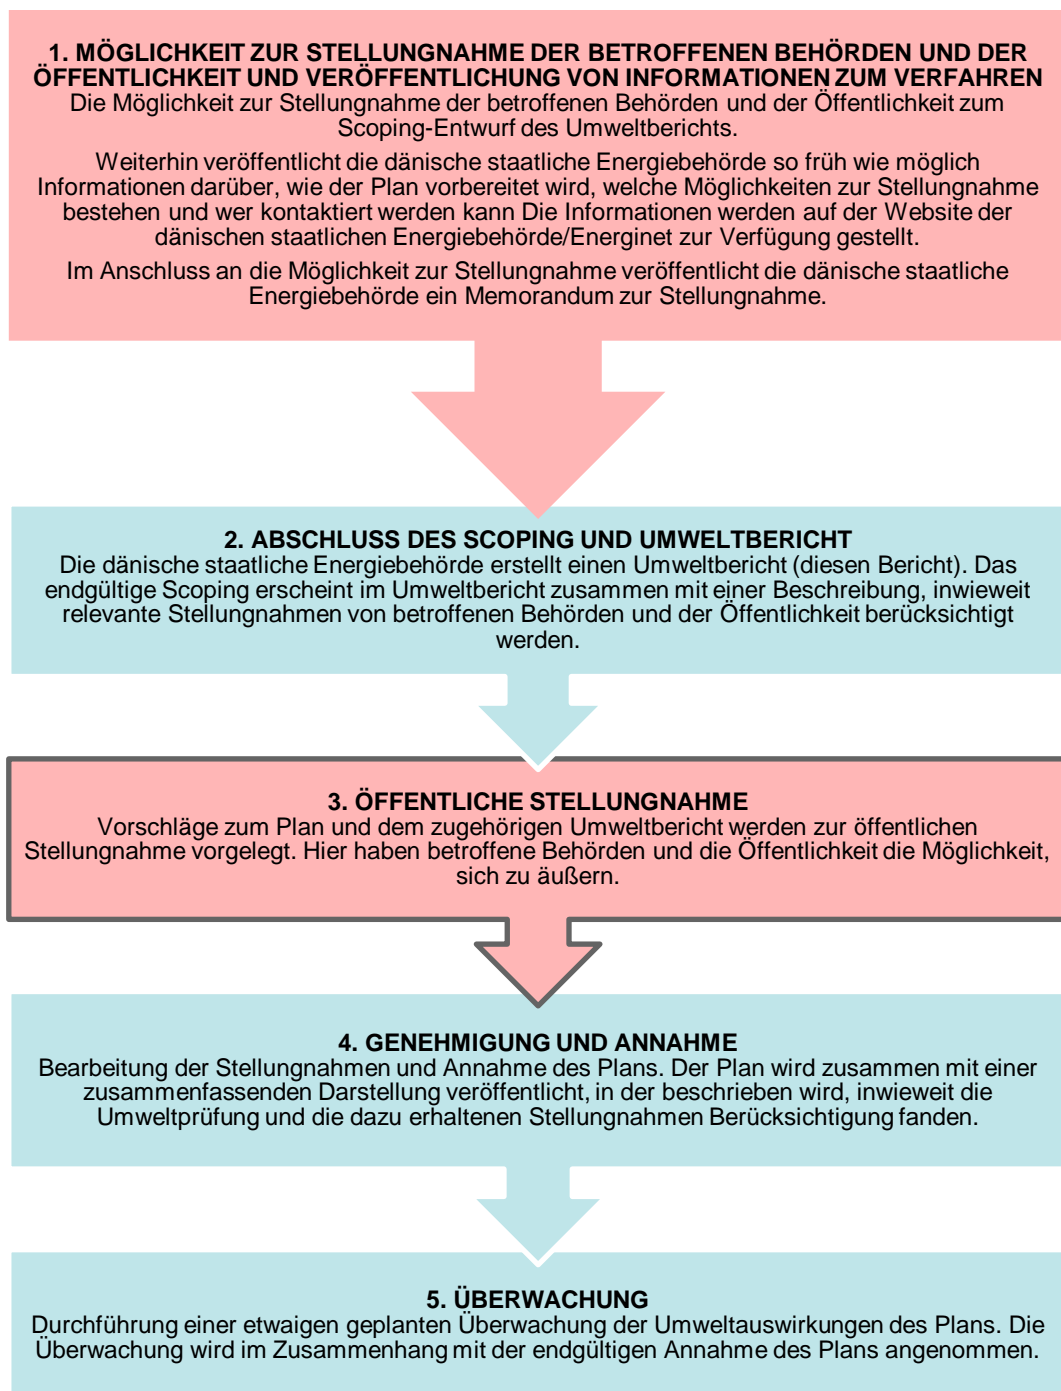 1. MÖGLICHKEIT ZUR STELLUNGNAHME DER BETROFFENEN BEHÖRDEN UND DER
ÖFFENTLICHKEIT UND VERÖFFENTLICHUNG VON INFORMATIONEN ZUM VERFAHREN
Die Möglichkeit zur Stellungnahme der betroffenen Behörden und der Öffentlichkeit zum
Scoping-Entwurf des Umweltberichts.
Weiterhin veröffentlicht die dänische staatliche Energiebehörde so früh wie möglich
Informationen darüber, wie der Plan vorbereitet wird, welche Möglichkeiten zur Stellungnahme
bestehen und wer kontaktiert werden kann Die Informationen werden auf der Website der
dänischen staatlichen Energiebehörde/Energinet zur Verfügung gestellt.
Im Anschluss an die Möglichkeit zur Stellungnahme veröffentlicht die dänische staatliche
Energiebehörde ein Memorandum zur Stellungnahme.
2. ABSCHLUSS DES SCOPING UND UMWELTBERICHT
Die dänische staatliche Energiebehörde erstellt einen Umweltbericht (diesen Bericht). Das
endgültige Scoping erscheint im Umweltbericht zusammen mit einer Beschreibung, inwieweit
relevante Stellungnahmen von betroffenen Behörden und der Öffentlichkeit berücksichtigt
werden.
3. ÖFFENTLICHE STELLUNGNAHME
Vorschläge zum Plan und dem zugehörigen Umweltbericht werden zur öffentlichen
Stellungnahme vorgelegt. Hier haben betroffene Behörden und die Öffentlichkeit die Möglichkeit,
sich zu äußern.
4. GENEHMIGUNG UND ANNAHME
Bearbeitung der Stellungnahmen und Annahme des Plans. Der Plan wird zusammen mit einer
zusammenfassenden Darstellung veröffentlicht, in der beschrieben wird, inwieweit die
Umweltprüfung und die dazu erhaltenen Stellungnahmen Berücksichtigung fanden.
5. ÜBERWACHUNG
Durchführung einer etwaigen geplanten Überwachung der Umweltauswirkungen des Plans. Die
Überwachung wird im Zusammenhang mit der endgültigen Annahme des Plans angenommen.